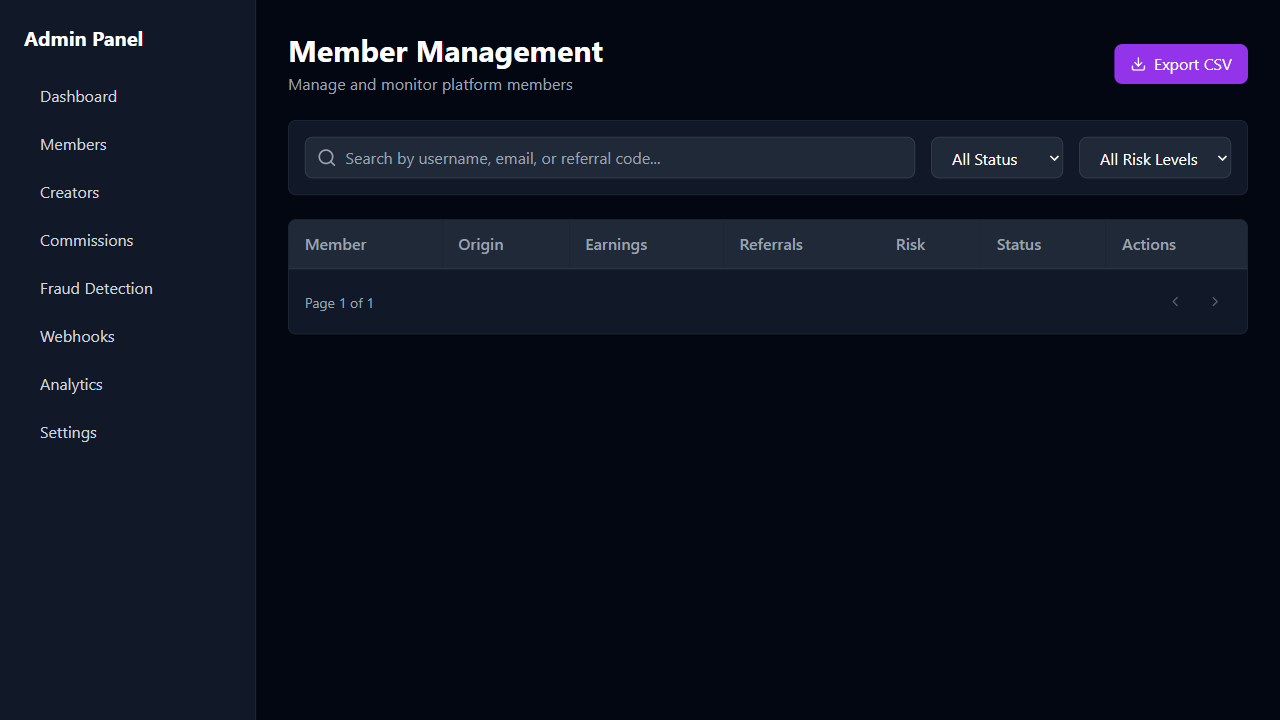 Admin Panel
Dashboard
Members
Creators
Commissions
Fraud Detection
Webhooks
Analytics
Settings
Member Management
Manage and monitor platform members
Export CSV
Search by username, email, or referral code...
All Status
All Risk Levels
Member Origin Earnings Referrals Risk Status Actions
Page 1 of 1